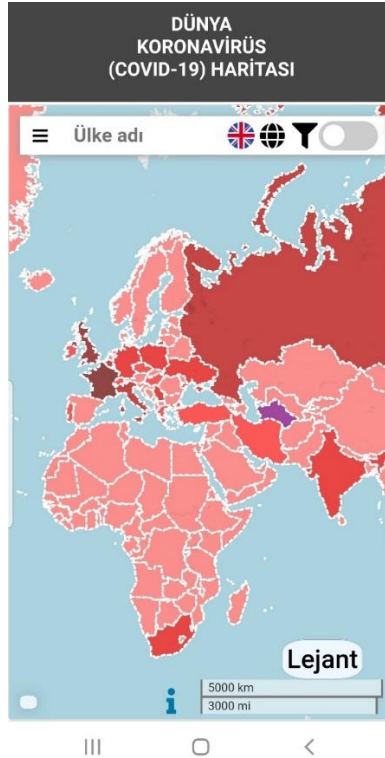 DÜNYA
KORONAVİRÜS
(COVID-19) HARİTASI
Ülke adı
Lejant
5000 km
3000 mi